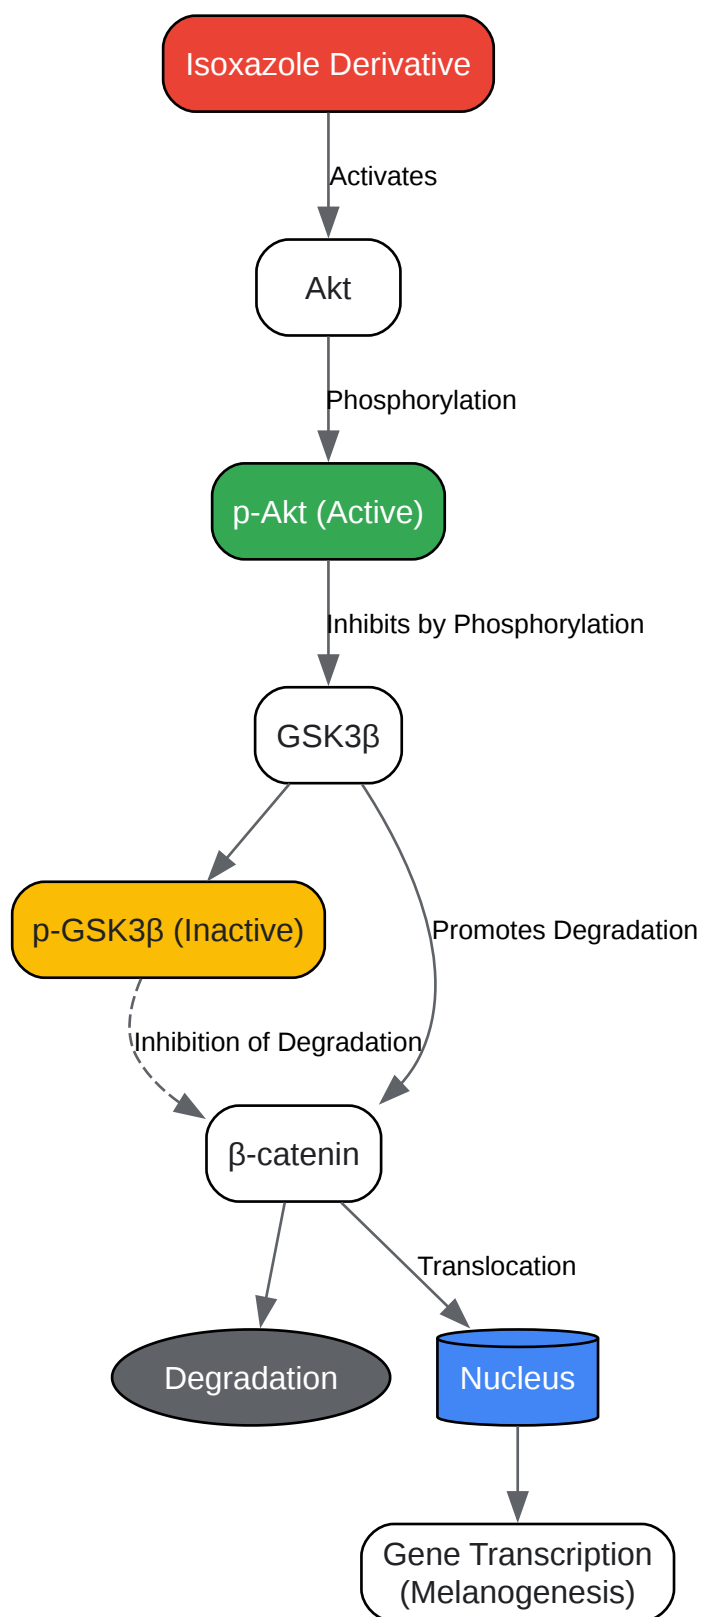 Isoxazole Derivative
Activates
Akt
Phosphorylation
p-Akt (Active)
Inhibits by Phosphorylation
GSK3β
p-GSK3β (Inactive)
Promotes Degradation
Inhibition of Degradation
β-catenin
Translocation
Degradation
Nucleus
Gene Transcription
(Melanogenesis)